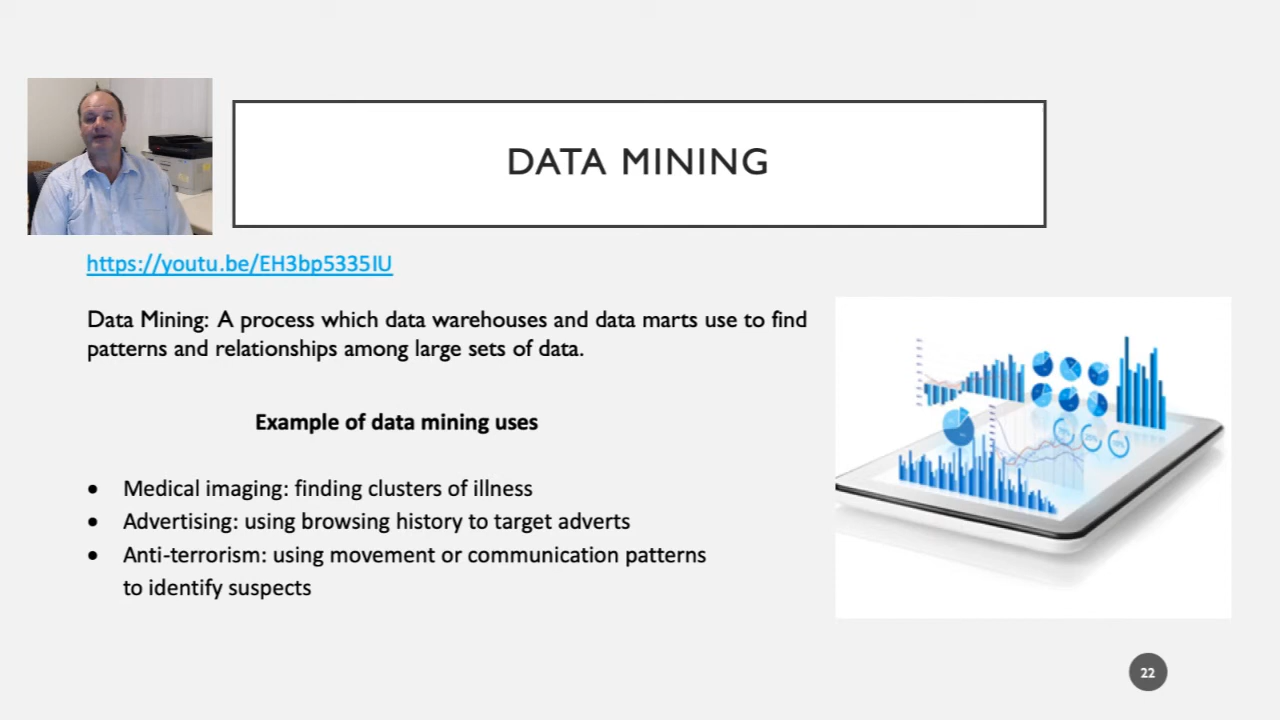 DATA MINING
https://youtu.be/EH3bp5335IU
Data Mining: A process which data warehouses and data marts use to find
patterns and relationships among large sets of data.
Example of data mining uses
• Medical imaging: finding clusters of illness
• Advertising: using browsing history to target adverts
• Anti-terrorism: using movement or communication patterns
to identify suspects
22